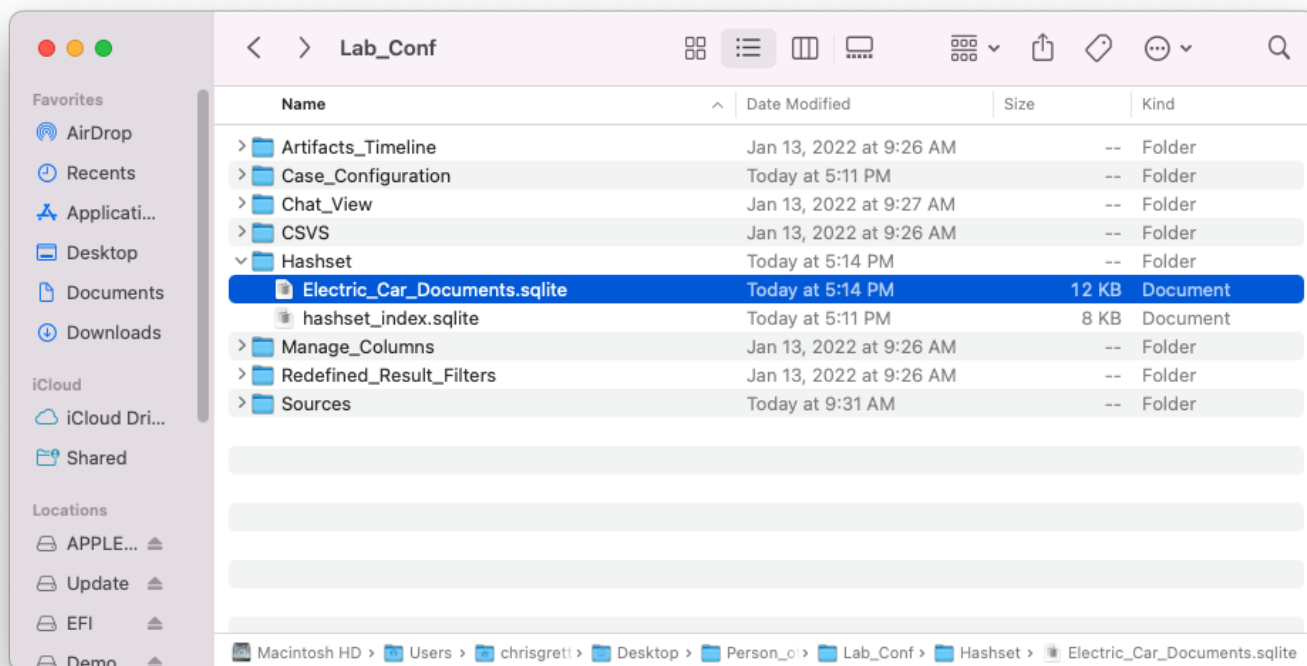 Lab_Conf
Favorites
AirDrop
Recents
Applicati...
Desktop
Documents
Downloads
iCloud
iCloud Dri...
Shared
Locations
APPLE...
Update
EFI
Demo
Name Date Modified Size Kind
Artifacts_Timeline Jan 13, 2022 at 9:26 AM -- Folder
Case_Configuration Today at 5:11 PM -- Folder
Chat_View Jan 13, 2022 at 9:27 AM -- Folder
CSVS Jan 13, 2022 at 9:26 AM -- Folder
Hashset Today at 5:14 PM -- Folder
Electric_Car_Documents.sqlite Today at 5:14 PM 12 KB Document
hashset_index.sqlite Today at 5:11 PM 8 KB Document
Manage_Columns Jan 13, 2022 at 9:26 AM -- Folder
Redefined_Result_Filters Jan 13, 2022 at 9:26 AM -- Folder
Sources Today at 9:31 AM -- Folder
Macintosh HD › Users › chrisgrett › Desktop › Person_o › Lab_Conf › Hashset › Electric_Car_Documents.sqlite